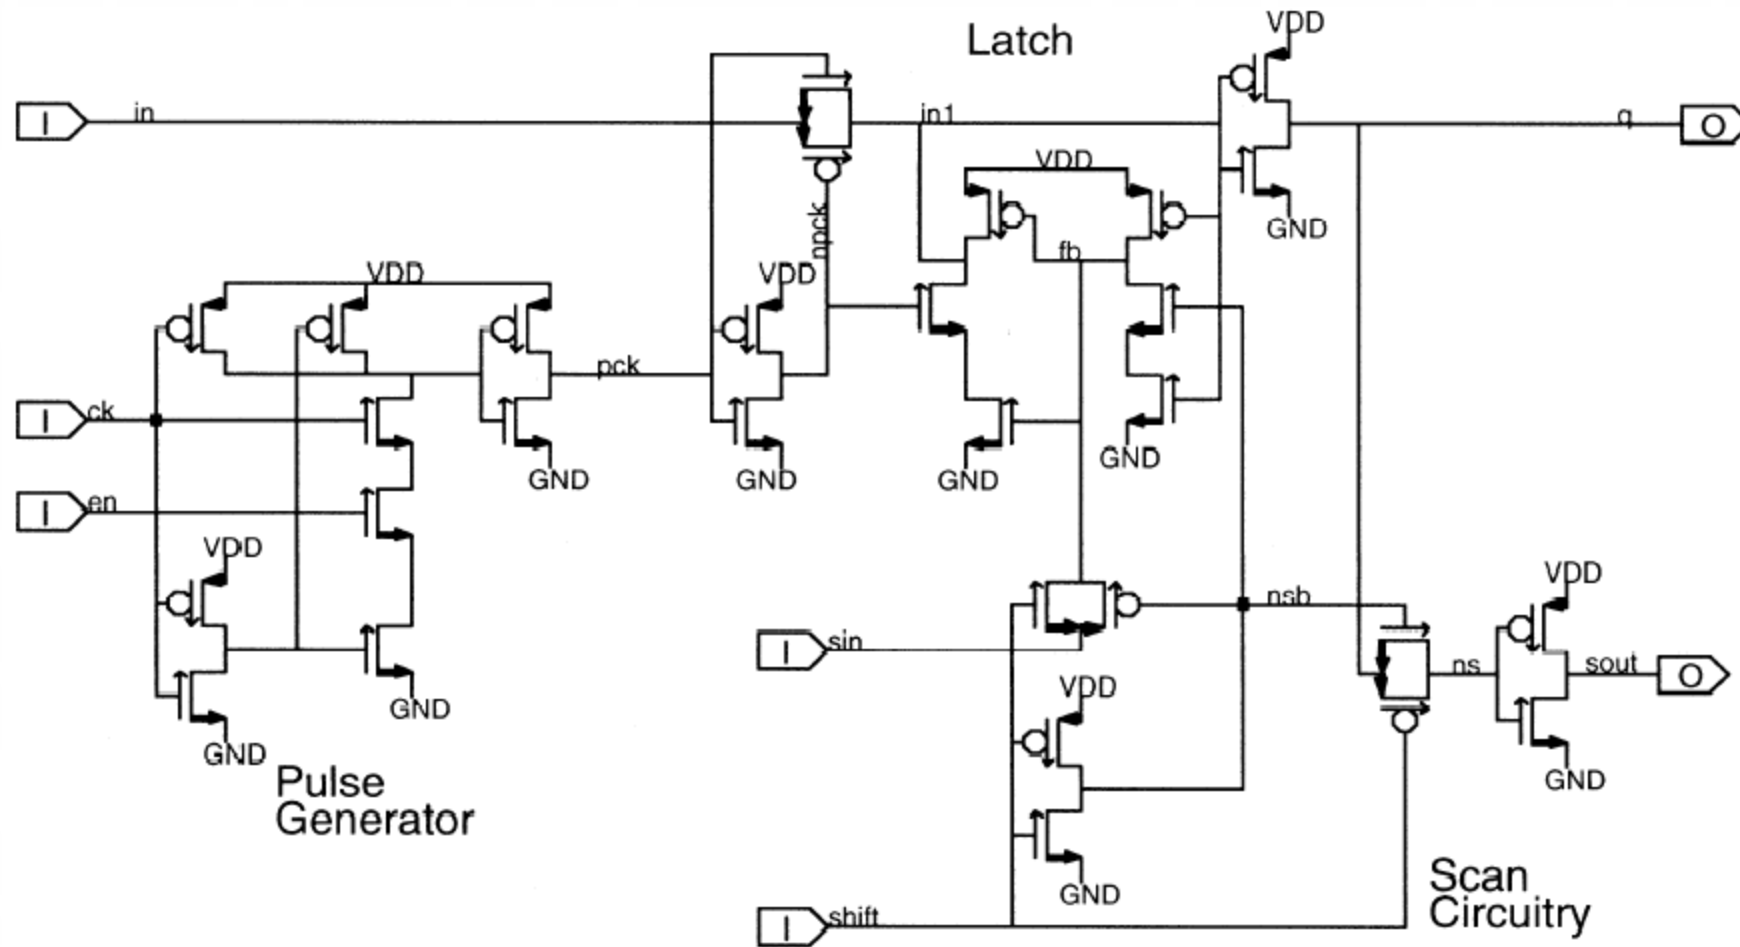 VDD
Latch
I
in
in1
q
O
VDD
npck
GND
VDD
VDD
fb
pck
I
ck
GND
GND
GND
GND
I
en
VDD
VDD
nsb
I
sin
ns
sout
O
VDD
GND
GND
GND
Pulse
Generator
GND
Scan
Circuitry
I
shift